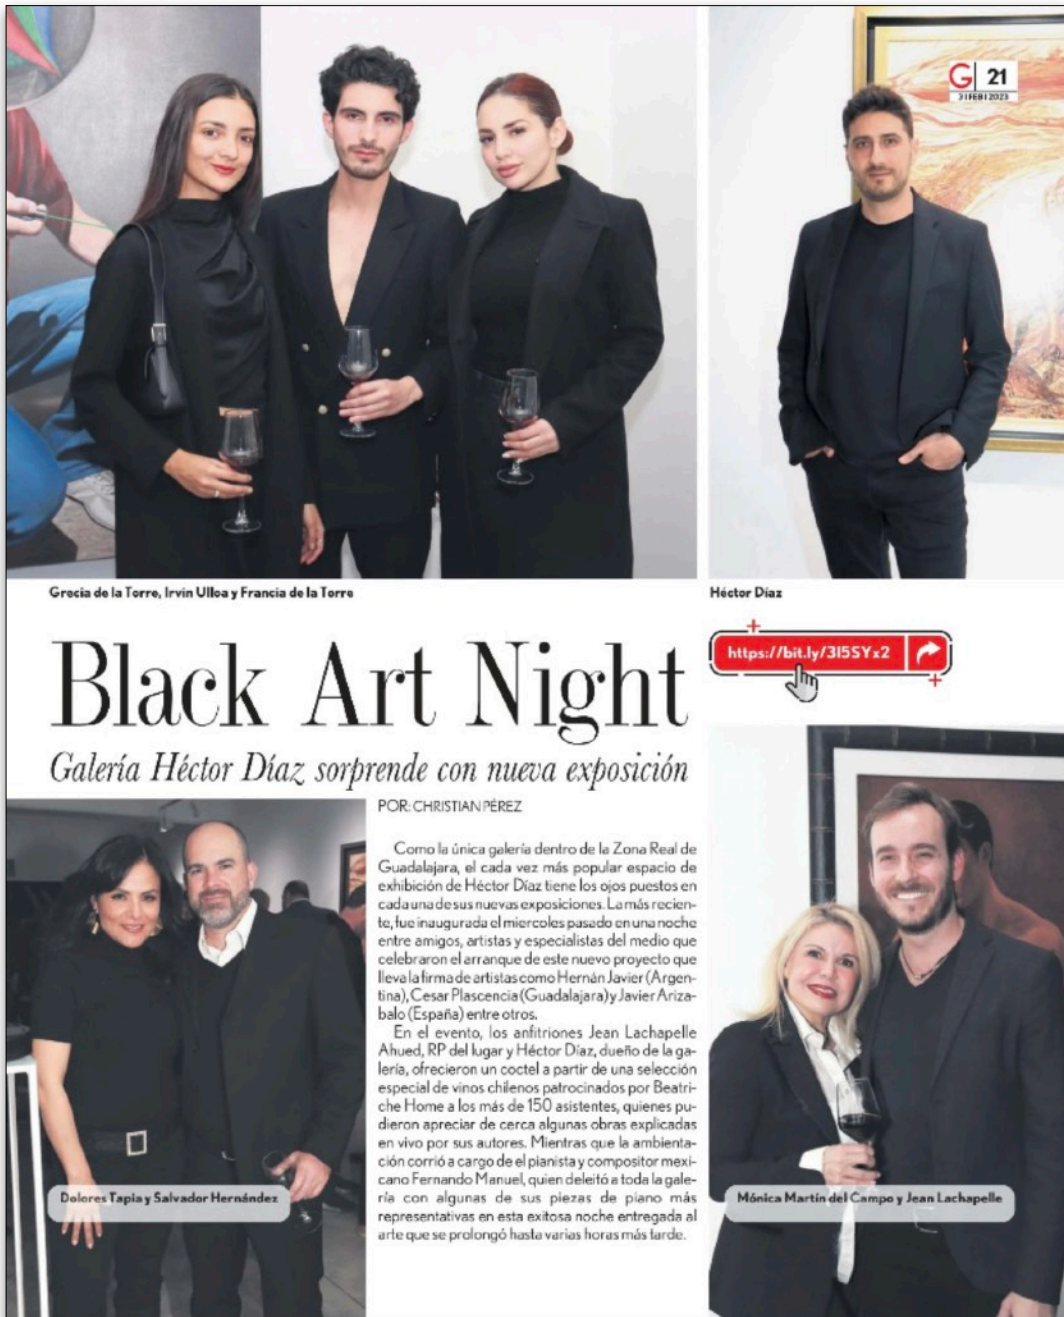 G 21
3 | FEB | 2023
Grecia de la Torre, Irvin Ulloa y Francia de la Torre
Héctor Díaz
Black Art Night
https://bit.ly/3I5SYx2
Galería Héctor Díaz sorprende con nueva exposición
POR: CHRISTIAN PÉREZ
Como la única galería dentro de la Zona Real de
Guadalajara, el cada vez más popular espacio de
exhibición de Héctor Díaz tiene los ojos puestos en
cada una de sus nuevas exposiciones. La más recien-
te, fue inaugurada el miercoles pasado en una noche
entre amigos, artistas y especialistas del medio que
celebraron el arranque de este nuevo proyecto que
lleva la firma de artistas como Hernán Javier (Argen-
tina), Cesar Plascencia (Guadalajara) y Javier Ariza-
balo (España) entre otros.
En el evento, los anfitriones Jean Lachapelle
Ahued, RP del lugar y Héctor Díaz, dueño de la ga-
lería, ofrecieron un coctel a partir de una selección
especial de vinos chilenos patrocinados por Beatri-
che Home a los más de 150 asistentes, quienes pu-
dieron apreciar de cerca algunas obras explicadas
en vivo por sus autores. Mientras que la ambienta-
ción corrió a cargo de el pianista y compositor mexi-
cano Fernando Manuel, quien deleitó a toda la gale-
ría con algunas de sus piezas de piano más
representativas en esta exitosa noche entregada al
arte que se prolongó hasta varias horas más tarde.
Dolores Tapia y Salvador Hernández
Mónica Martín del Campo y Jean Lachapelle